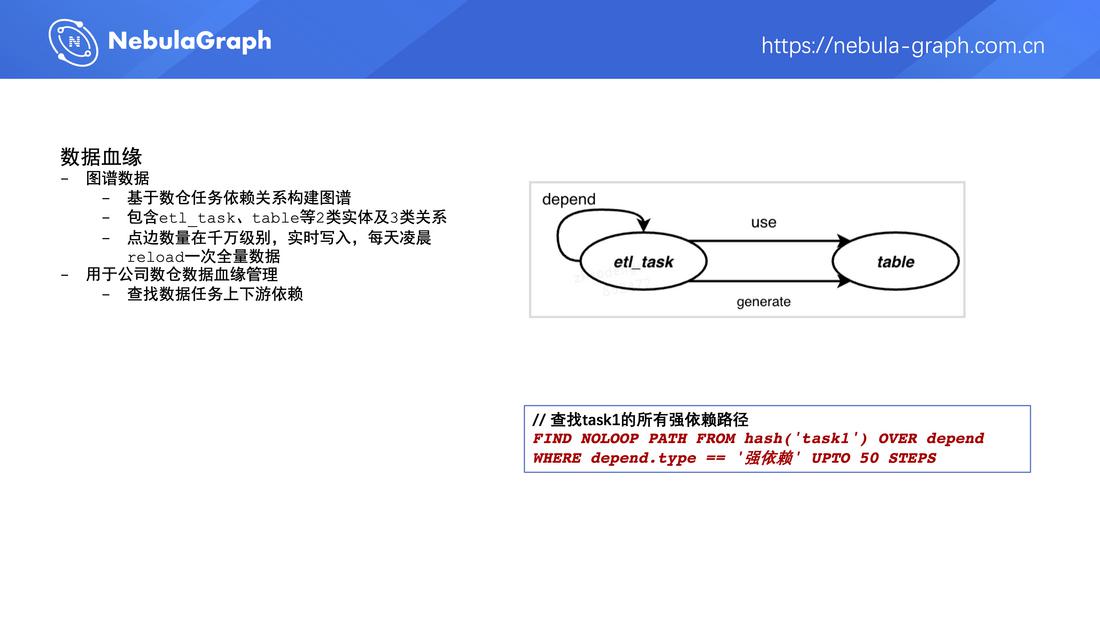 NebulaGraph
https://nebula-graph.com.cn
数据血缘
- 图谱数据
- 基于数仓任务依赖关系构建图谱
- 包含etl_task、table等2类实体及3类关系
- 点边数量在千万级别，实时写入，每天凌晨
reload一次全量数据
- 用于公司数仓数据血缘管理
- 查找数据任务上下游依赖
depend
use
etl_task
table
generate
// 查找task1的所有强依赖路径
FIND NOLOOP PATH FROM hash('task1') OVER depend
WHERE depend.type == '强依赖' UPTO 50 STEPS